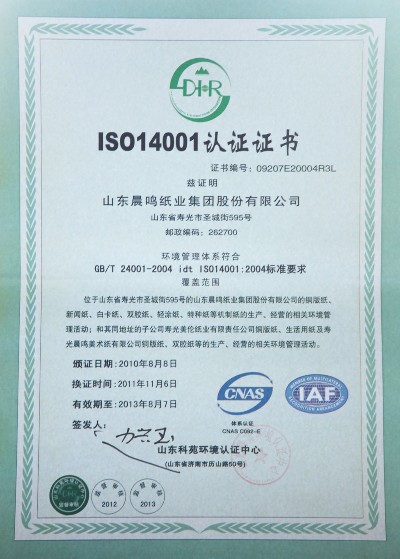 DHR
ISO14001认证证书
证书编号：09207E20004R3L
兹证明
山东晨鸣纸业集团股份有限公司
山东省寿光市圣城街595号
邮政编码：262700
环境管理体系符合
GB/T 24001-2004 idt ISO14001:2004标准要求
覆盖范围
位于山东省寿光市圣城街595号的山东晨鸣纸业集团股份有限公司的铜版纸、
新闻纸、白卡纸、双胶纸、轻涂纸、特种纸等机制纸的生产、经营的相关环境管
理活动；和其同地址的子公司寿光美伦纸业有限责任公司铜版纸、生活用纸及寿
光晨鸣美术纸有限公司铜版纸、双胶纸等的生产、经营的相关环境管理活动。
颁证日期：2010年8月8日
换证时间：2011年11月6日
有效期至：2013年8月7日
签发人：
CNAS
体系认证
CNAS C092-E
IAF
山东科苑环境认证中心
(山东省济南市历山路50号)
2012
2013